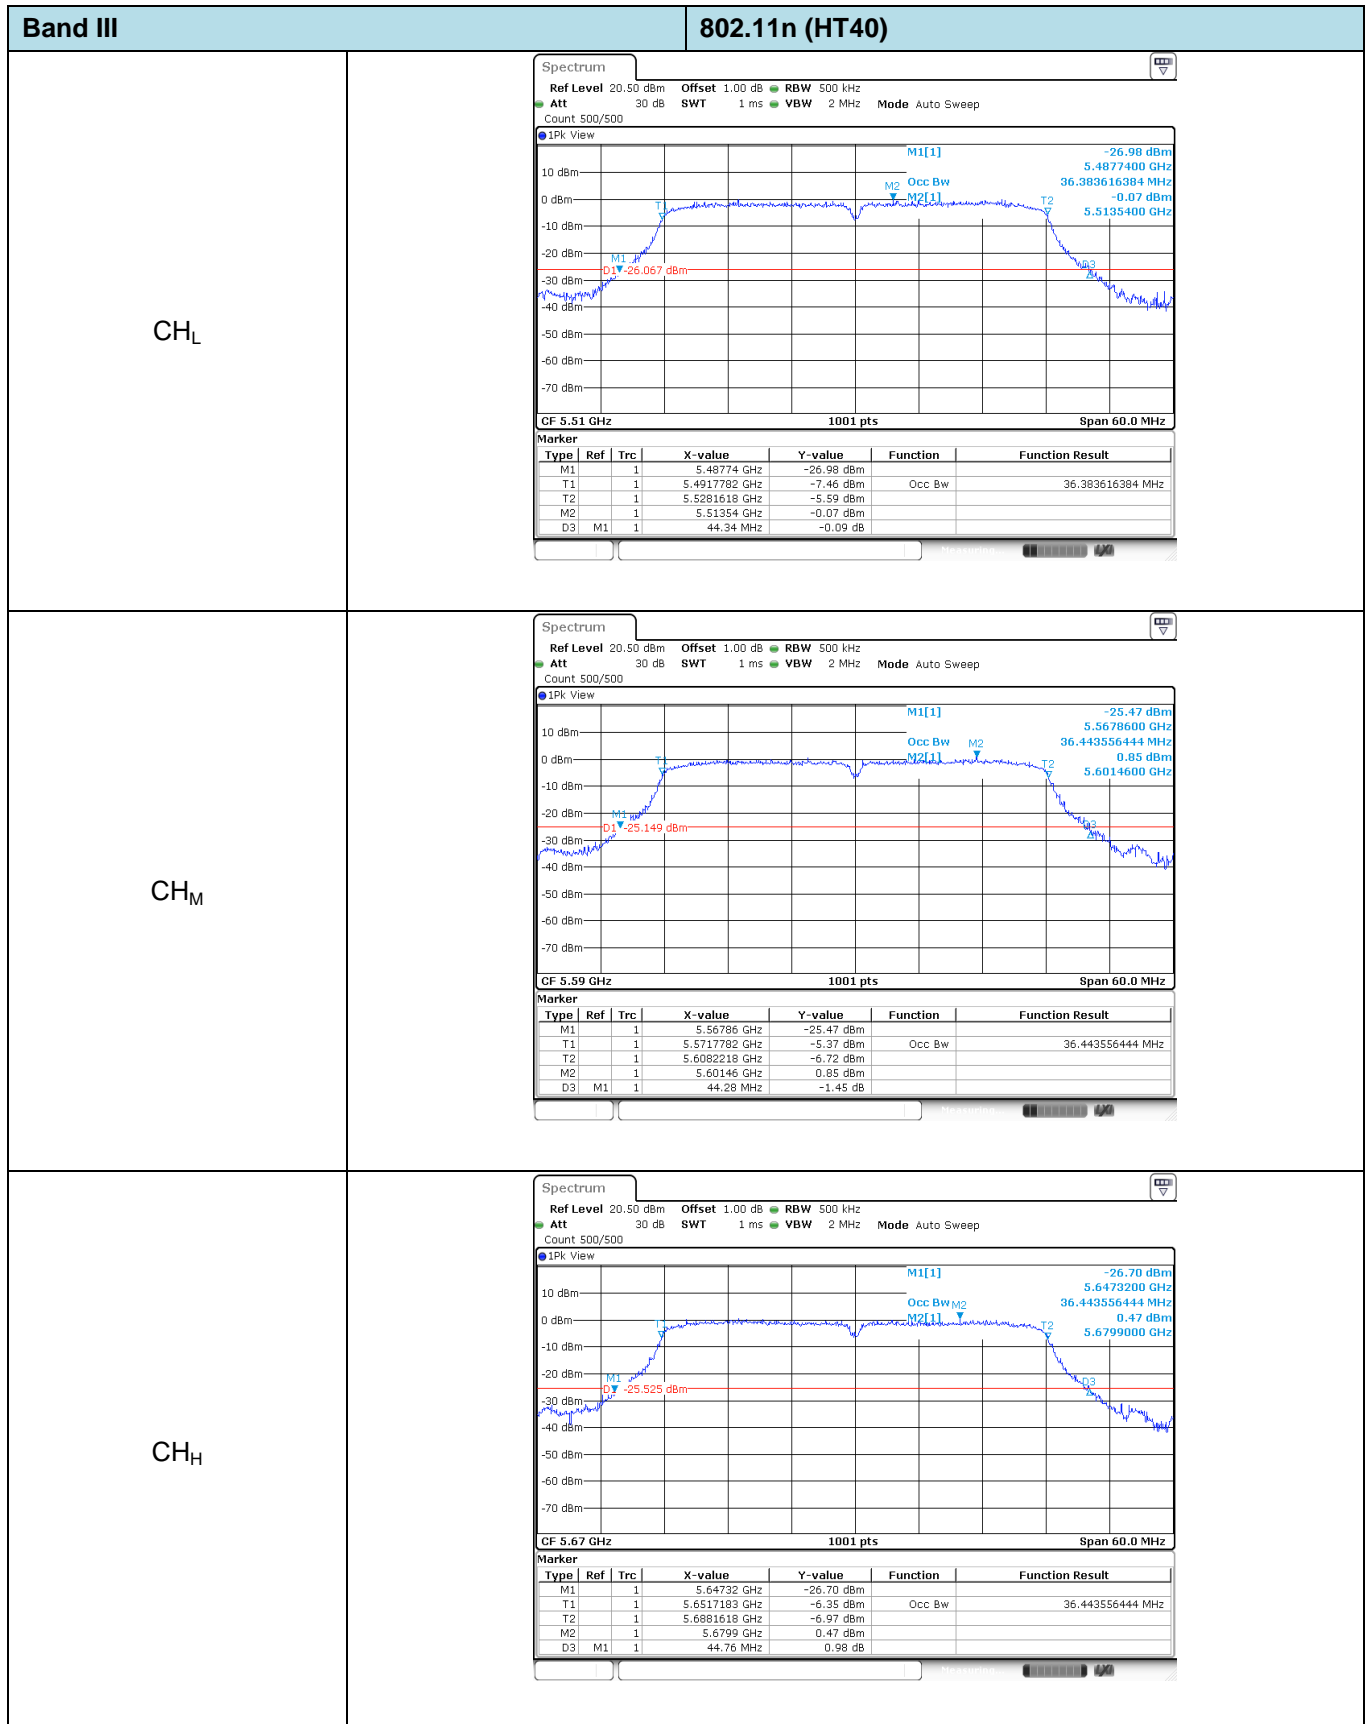 Band III 802.11n (HT40)
CHL
Spectrum
Ref Level 20.50 dBm Offset 1.00 dB RBW 500 kHz
Att 30 dB SWT 1 ms VBW 2 MHz Mode Auto Sweep
Count 500/500
1Pk View
M1[1] -26.98 dBm
5.4877400 GHz
Occ Bw 36.383616384 MHz
M2[1] -0.07 dBm
5.5135400 GHz
10 dBm
0 dBm
-10 dBm
-20 dBm
-30 dBm
-40 dBm
-50 dBm
-60 dBm
-70 dBm
M2
T1
T2
M1
D1 -26.067 dBm
D3
CF 5.51 GHz 1001 pts Span 60.0 MHz
Marker
Type Ref Trc X-value Y-value Function Function Result
M1 1 5.48774 GHz -26.98 dBm
T1 1 5.4917782 GHz -7.46 dBm Occ Bw 36.383616384 MHz
T2 1 5.5281618 GHz -5.59 dBm
M2 1 5.51354 GHz -0.07 dBm
D3 M1 1 44.34 MHz -0.09 dB
Measuring...
CHM
Spectrum
Ref Level 20.50 dBm Offset 1.00 dB RBW 500 kHz
Att 30 dB SWT 1 ms VBW 2 MHz Mode Auto Sweep
Count 500/500
1Pk View
M1[1] -25.47 dBm
5.5678600 GHz
Occ Bw 36.443556444 MHz
M2[1] 0.85 dBm
5.6014600 GHz
10 dBm
0 dBm
-10 dBm
-20 dBm
-30 dBm
-40 dBm
-50 dBm
-60 dBm
-70 dBm
M2
T1
T2
M1
D1 -25.149 dBm
D3
CF 5.59 GHz 1001 pts Span 60.0 MHz
Marker
Type Ref Trc X-value Y-value Function Function Result
M1 1 5.56786 GHz -25.47 dBm
T1 1 5.5717782 GHz -5.37 dBm Occ Bw 36.443556444 MHz
T2 1 5.6082218 GHz -6.72 dBm
M2 1 5.60146 GHz 0.85 dBm
D3 M1 1 44.28 MHz -1.45 dB
Measuring...
CHH
Spectrum
Ref Level 20.50 dBm Offset 1.00 dB RBW 500 kHz
Att 30 dB SWT 1 ms VBW 2 MHz Mode Auto Sweep
Count 500/500
1Pk View
M1[1] -26.70 dBm
5.6473200 GHz
Occ Bw 36.443556444 MHz
M2[1] 0.47 dBm
5.6799000 GHz
10 dBm
0 dBm
-10 dBm
-20 dBm
-30 dBm
-40 dBm
-50 dBm
-60 dBm
-70 dBm
M2
T1
T2
M1
D1 -25.525 dBm
D3
CF 5.67 GHz 1001 pts Span 60.0 MHz
Marker
Type Ref Trc X-value Y-value Function Function Result
M1 1 5.64732 GHz -26.70 dBm
T1 1 5.6517183 GHz -6.35 dBm Occ Bw 36.443556444 MHz
T2 1 5.6881618 GHz -6.97 dBm
M2 1 5.6799 GHz 0.47 dBm
D3 M1 1 44.76 MHz 0.98 dB
Measuring...